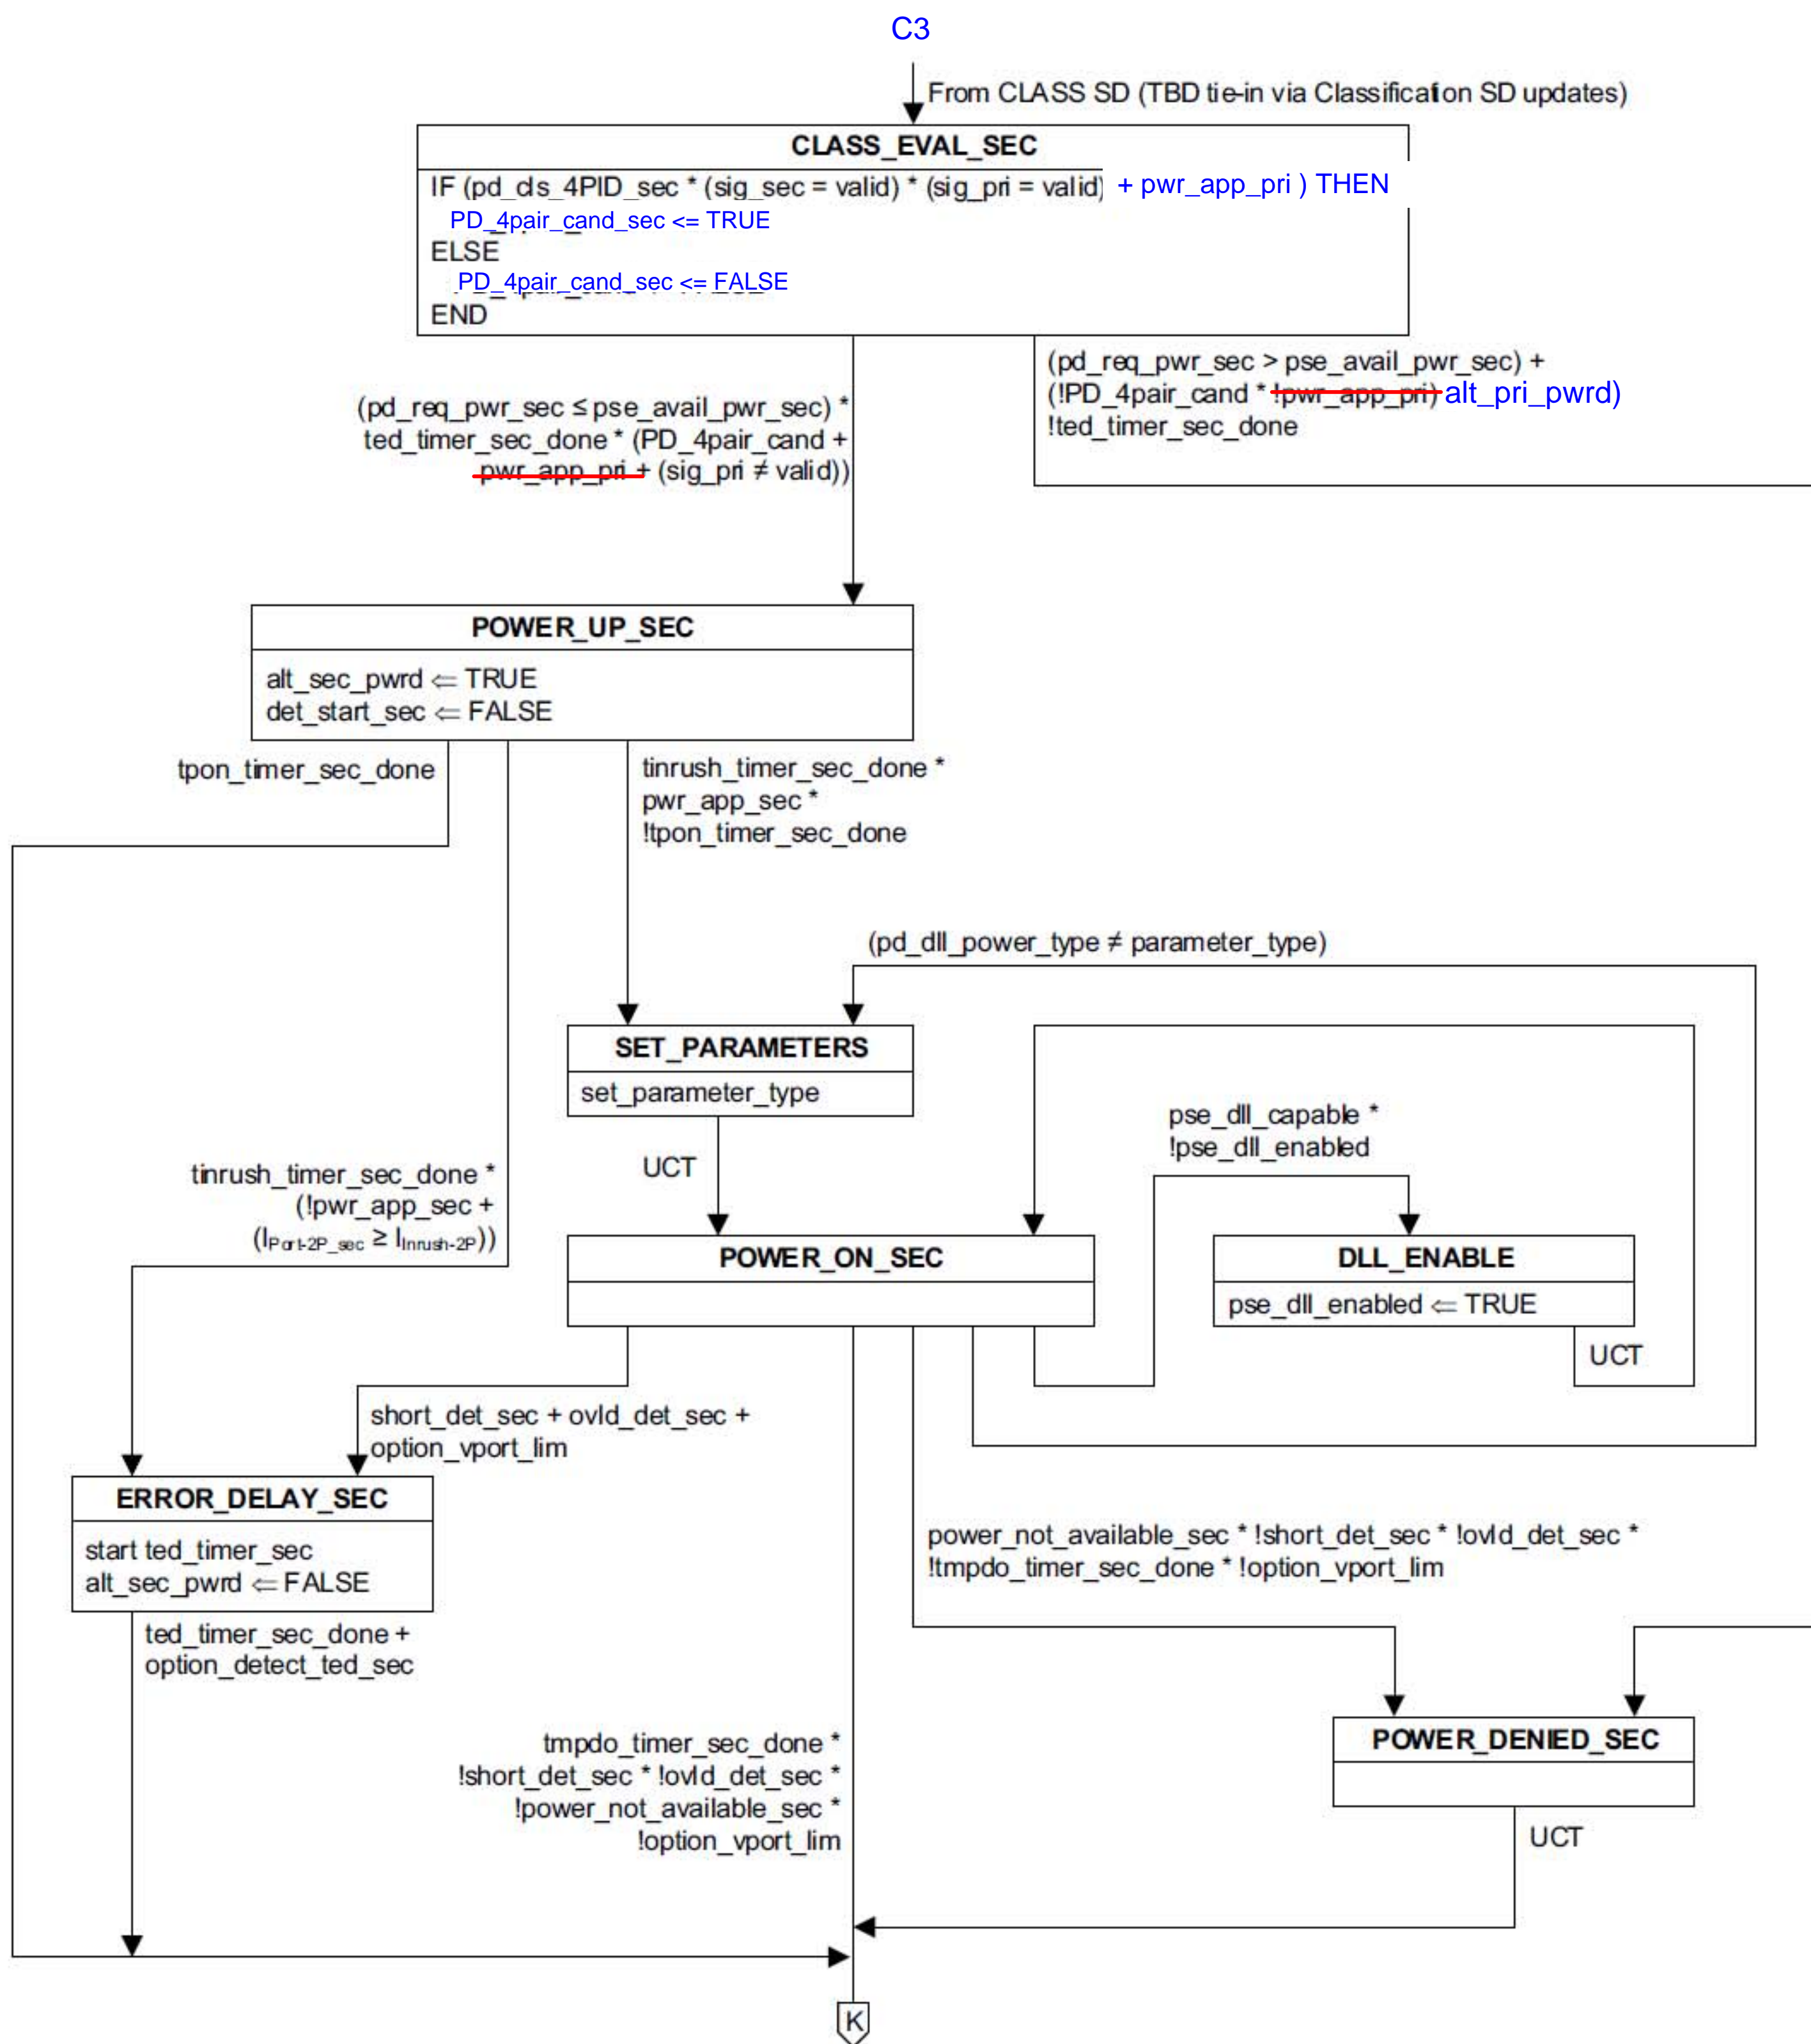 C3
From CLASS SD (TBD tie-in via Classification SD updates)
CLASS_EVAL_SEC
IF (pd_cls_4PID_sec * (sig_sec = valid) * (sig_pri = valid) + pwr_app_pri ) THEN
PD_4pair_cand_sec <= TRUE
ELSE
PD_4pair_cand_sec <= FALSE
END
(pd_req_pwr_sec > pse_avail_pwr_sec) +
(!PD_4pair_cand * !pwr_app_pri) alt_pri_pwrd)
!ted_timer_sec_done
(pd_req_pwr_sec ≤ pse_avail_pwr_sec) *
ted_timer_sec_done * (PD_4pair_cand +
pwr_app_pri + (sig_pri ≠ valid))
POWER_UP_SEC
alt_sec_pwrd ⇐ TRUE
det_start_sec ⇐ FALSE
tpon_timer_sec_done
tinrush_timer_sec_done *
pwr_app_sec *
!tpon_timer_sec_done
(pd_dll_power_type ≠ parameter_type)
SET_PARAMETERS
set_parameter_type
UCT
pse_dll_capable *
!pse_dll_enabled
tinrush_timer_sec_done *
(!pwr_app_sec +
(IPort-2P_sec ≥ IInrush-2P))
POWER_ON_SEC
DLL_ENABLE
pse_dll_enabled ⇐ TRUE
UCT
short_det_sec + ovld_det_sec +
option_vport_lim
ERROR_DELAY_SEC
start ted_timer_sec
alt_sec_pwrd ⇐ FALSE
power_not_available_sec * !short_det_sec * !ovld_det_sec *
!tmpdo_timer_sec_done * !option_vport_lim
ted_timer_sec_done +
option_detect_ted_sec
tmpdo_timer_sec_done *
!short_det_sec * !ovld_det_sec *
!power_not_available_sec *
!option_vport_lim
POWER_DENIED_SEC
UCT
K